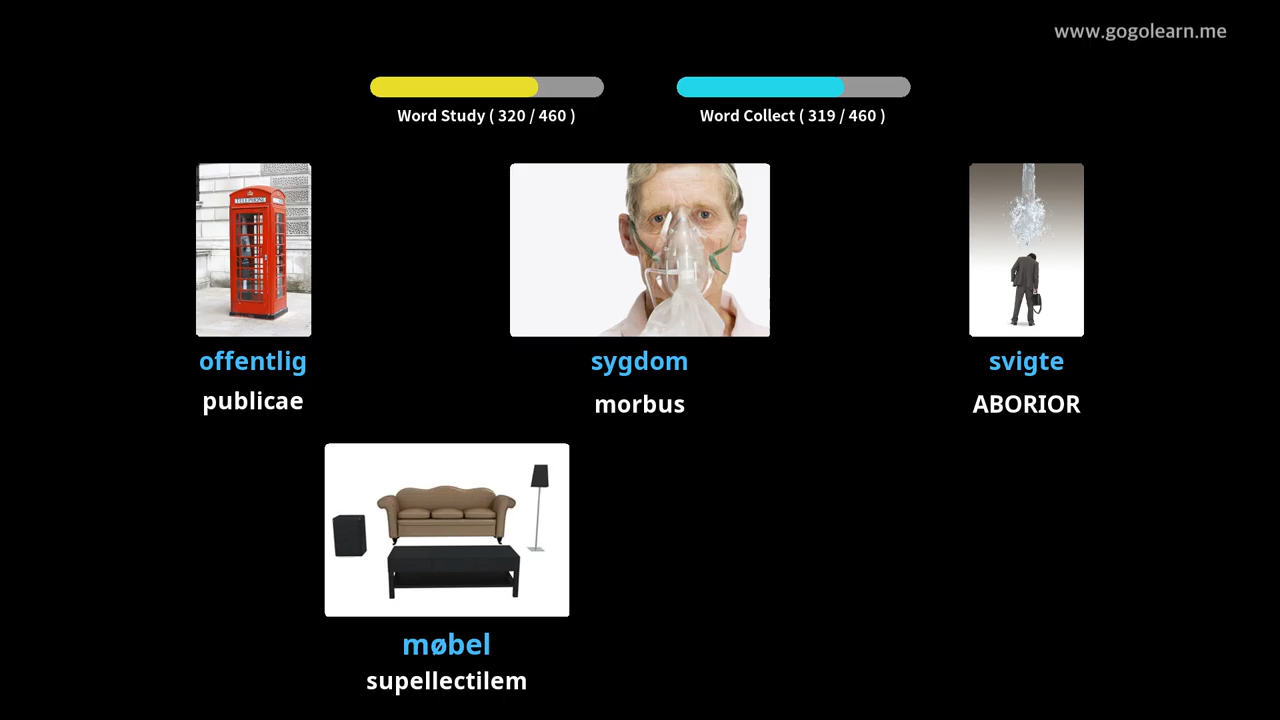 www.gogolearn.me
Word Study ( 320 / 460 )
Word Collect ( 319 / 460 )
TELEPHONE
offentlig
sygdom
svigte
publicae
morbus
ABORIOR
møbel
supellectilem